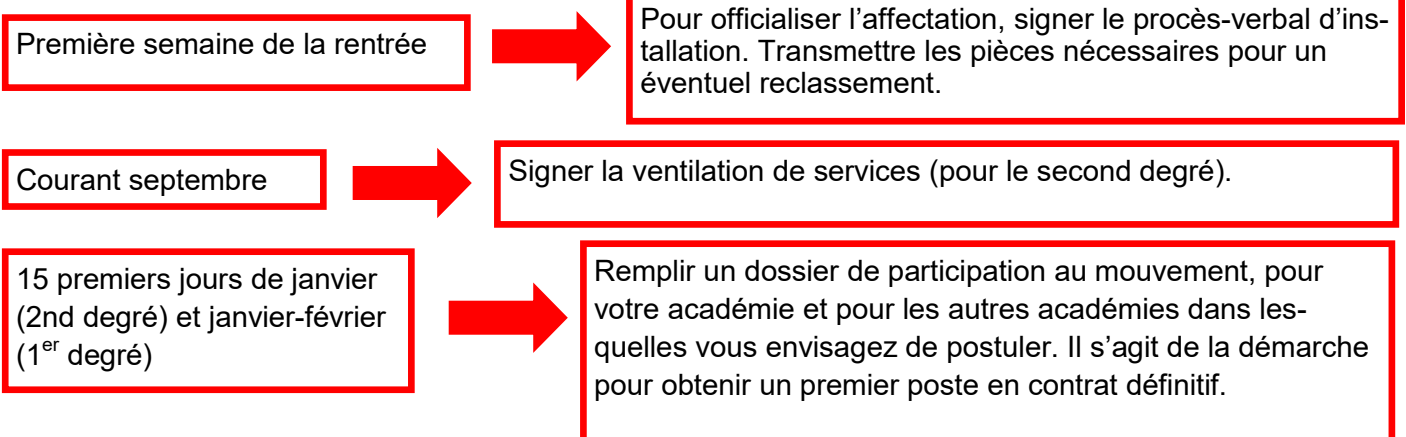 Première semaine de la rentrée
Pour officialiser l’affectation, signer le procès-verbal d’ins-
tallation. Transmettre les pièces nécessaires pour un
éventuel reclassement.
Courant septembre
Signer la ventilation de services (pour le second degré).
15 premiers jours de janvier
(2nd degré) et janvier-février
(1er degré)
Remplir un dossier de participation au mouvement, pour
votre académie et pour les autres académies dans les-
quelles vous envisagez de postuler. Il s’agit de la démarche
pour obtenir un premier poste en contrat définitif.